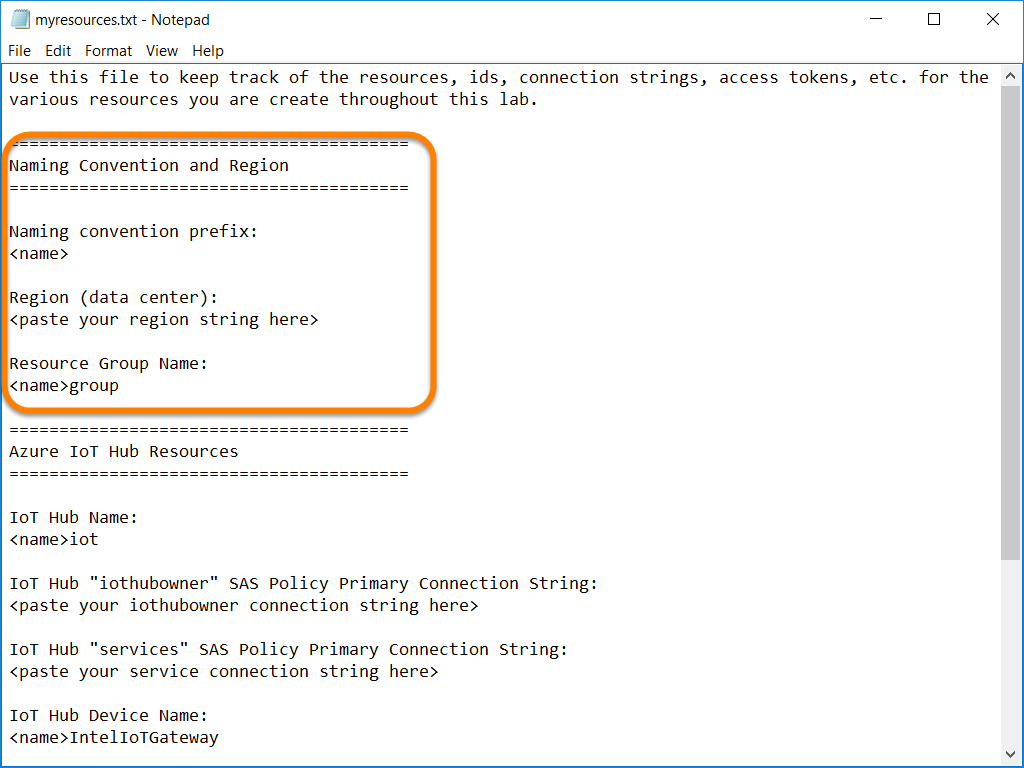 myresources.txt - Notepad
File Edit Format View Help
Use this file to keep track of the resources, ids, connection strings, access tokens, etc. for the
various resources you are create throughout this lab.
========================================
Naming Convention and Region
========================================
Naming convention prefix:
<name>
Region (data center):
<paste your region string here>
Resource Group Name:
<name>group
========================================
Azure IoT Hub Resources
========================================
IoT Hub Name:
<name>iot
IoT Hub "iothubowner" SAS Policy Primary Connection String:
<paste your iothubowner connection string here>
IoT Hub "services" SAS Policy Primary Connection String:
<paste your service connection string here>
IoT Hub Device Name:
<name>IntelIoTGateway